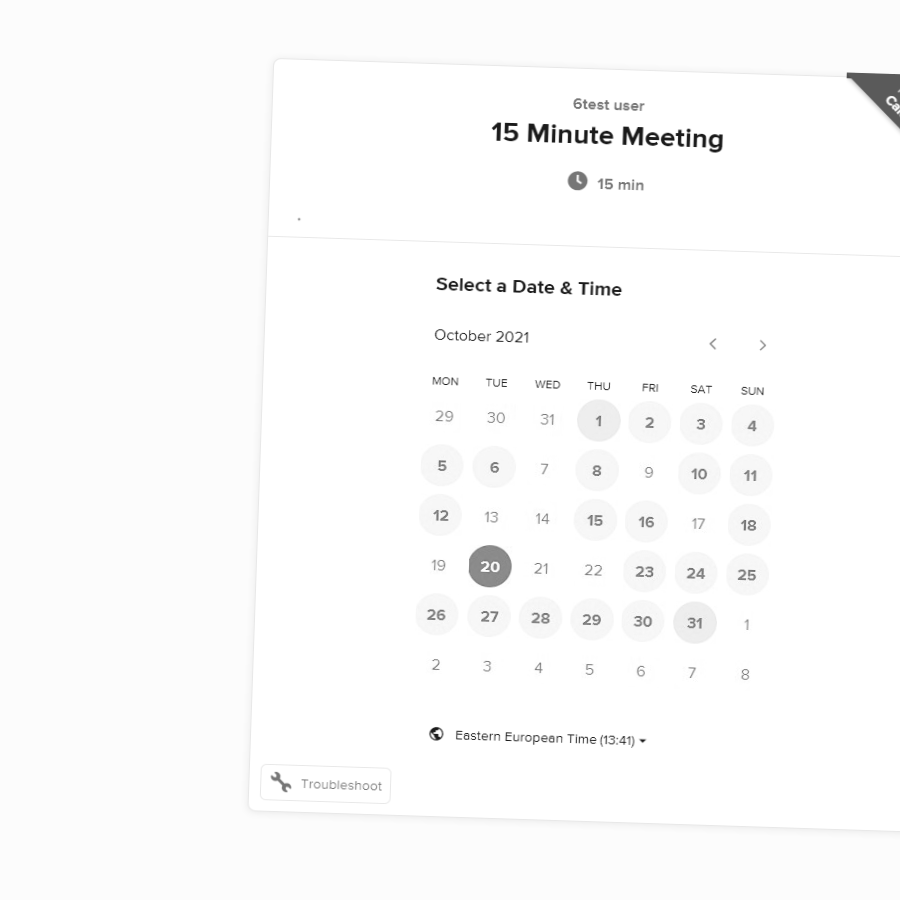 6test user
15 Minute Meeting
15 min
.
Select a Date & Time
October 2021
MON TUE WED THU FRI SAT SUN
29 30 31 1 2 3 4
5 6 7 8 9 10 11
12 13 14 15 16 17 18
19 20 21 22 23 24 25
26 27 28 29 30 31 1
2 3 4 5 6 7 8
Eastern European Time (13:41)
Troubleshoot